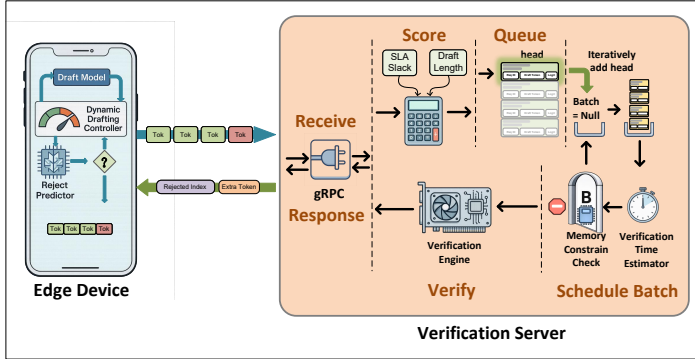 Draft Model
Dynamic
Drafting
Controller
Reject
Predictor
?
Tok Tok Tok Tok
Edge Device
Tok Tok Tok Tok
Rejected Index Extra Token
Receive
gRPC
Response
Score
SLA
Slack
Draft
Length
Queue
head
Draft Token
Iteratively
add head
Batch
= Null
B
Memory
Constrain
Check
Verification
Time
Estimator
Schedule Batch
Verification
Engine
Verify
Verification Server